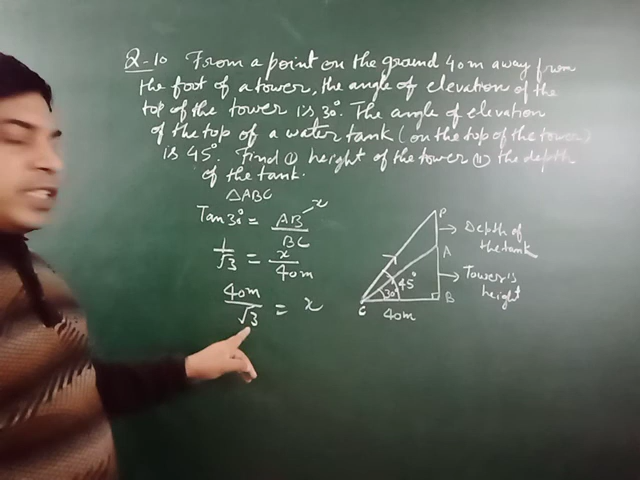 Q-10 From a point on the ground 40m away from
the foot of a tower, the angle of elevation of the
top of the tower is 30°. The angle of elevation
of the top of a water tank (on the top of the tower)
is 45°. Find ① height of the tower ② the depth
of the tank.
△ABC
Tan30° = AB x
BC
1/√3 = x/40m
40m/√3 = x
P
Depth of
the tank
A
Tower's
height
45°
30°
B
C
40m